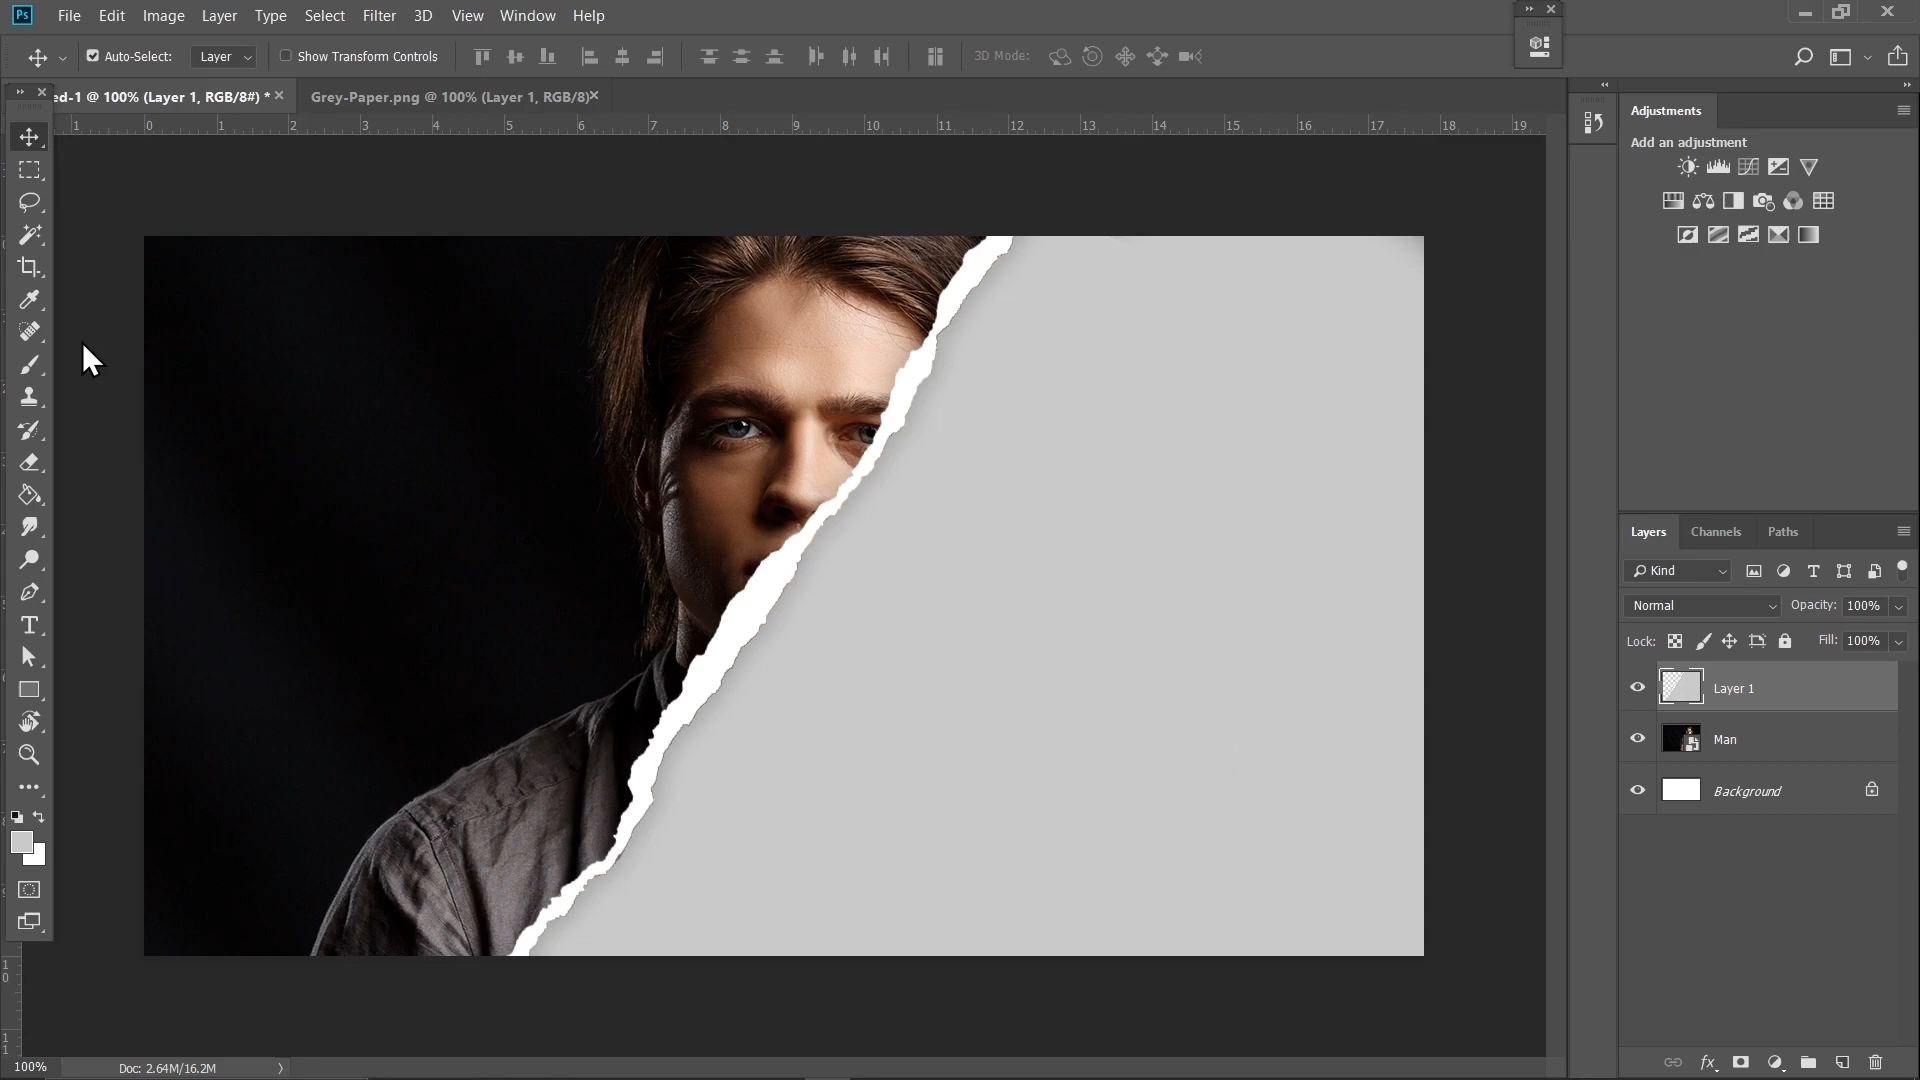 Ps File Edit Image Layer Type Select Filter 3D View Window Help
Auto-Select: Layer Show Transform Controls 3D Mode:
ed-1 @ 100% (Layer 1, RGB/8#) * Grey-Paper.png @ 100% (Layer 1, RGB/8)
1 0 1 2 3 4 5 6 7 8 9 10 11 12 13 14 15 16 17 18 19
Adjustments
Add an adjustment
Layers Channels Paths
Kind
Normal Opacity: 100%
Lock: Fill: 100%
Layer 1
Man
Background
100% Doc: 2.64M/16.2M